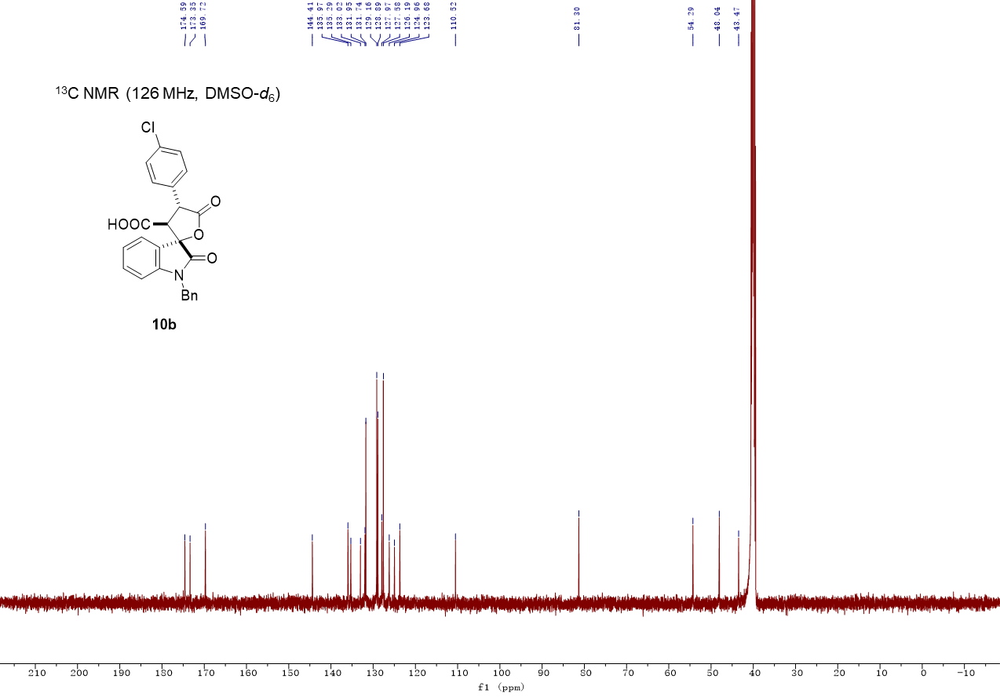 174.59
173.35
169.72
144.41
135.97
135.29
133.02
131.95
131.74
129.16
128.89
127.97
127.58
126.19
124.96
123.68
110.52
81.30
54.29
48.04
43.47
¹³C NMR (126 MHz, DMSO-d₆)
Cl
O
HOOC
O
O
N
Bn
10b
210 200 190 180 170 160 150 140 130 120 110 100 90 80 70 60 50 40 30 20 10 0 -10
f1 (ppm)